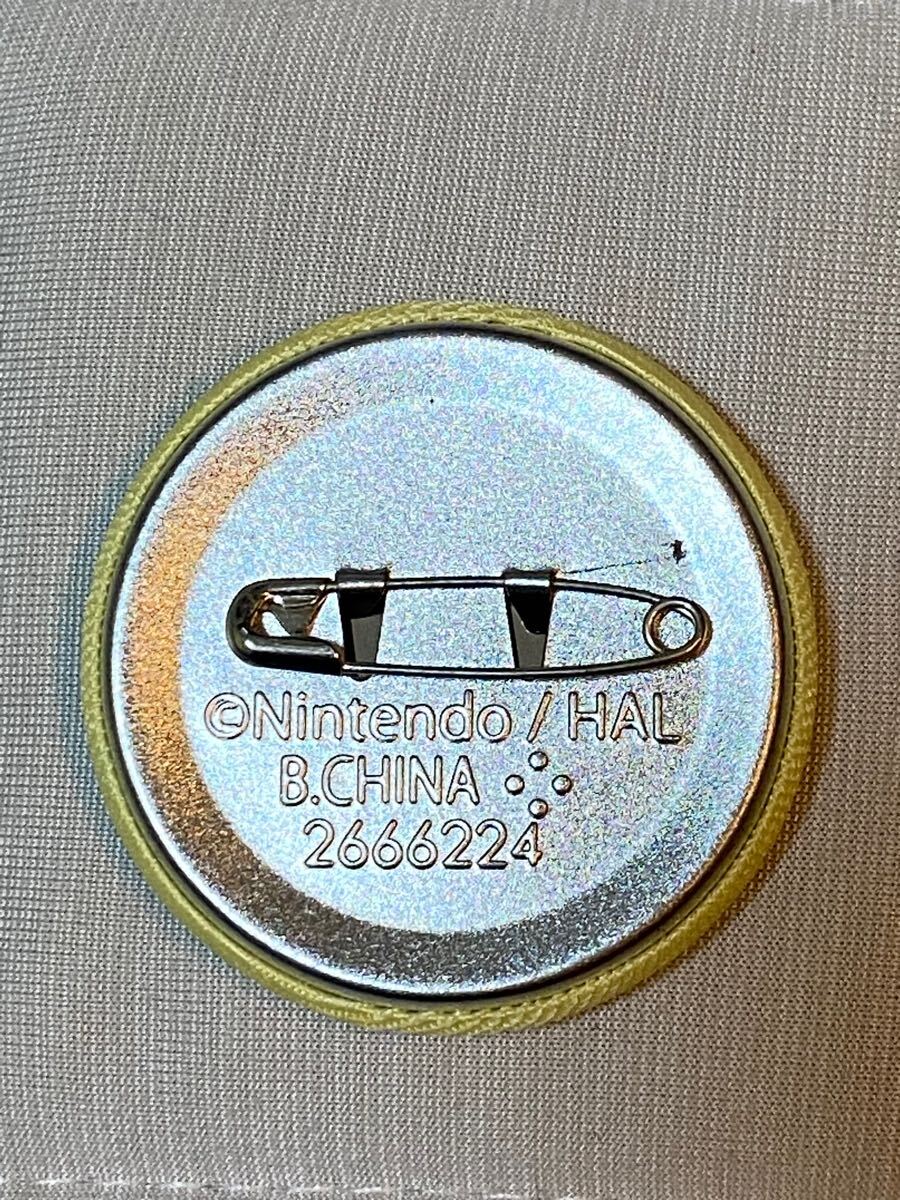 ©Nintendo / HAL
B.CHINA
2666224